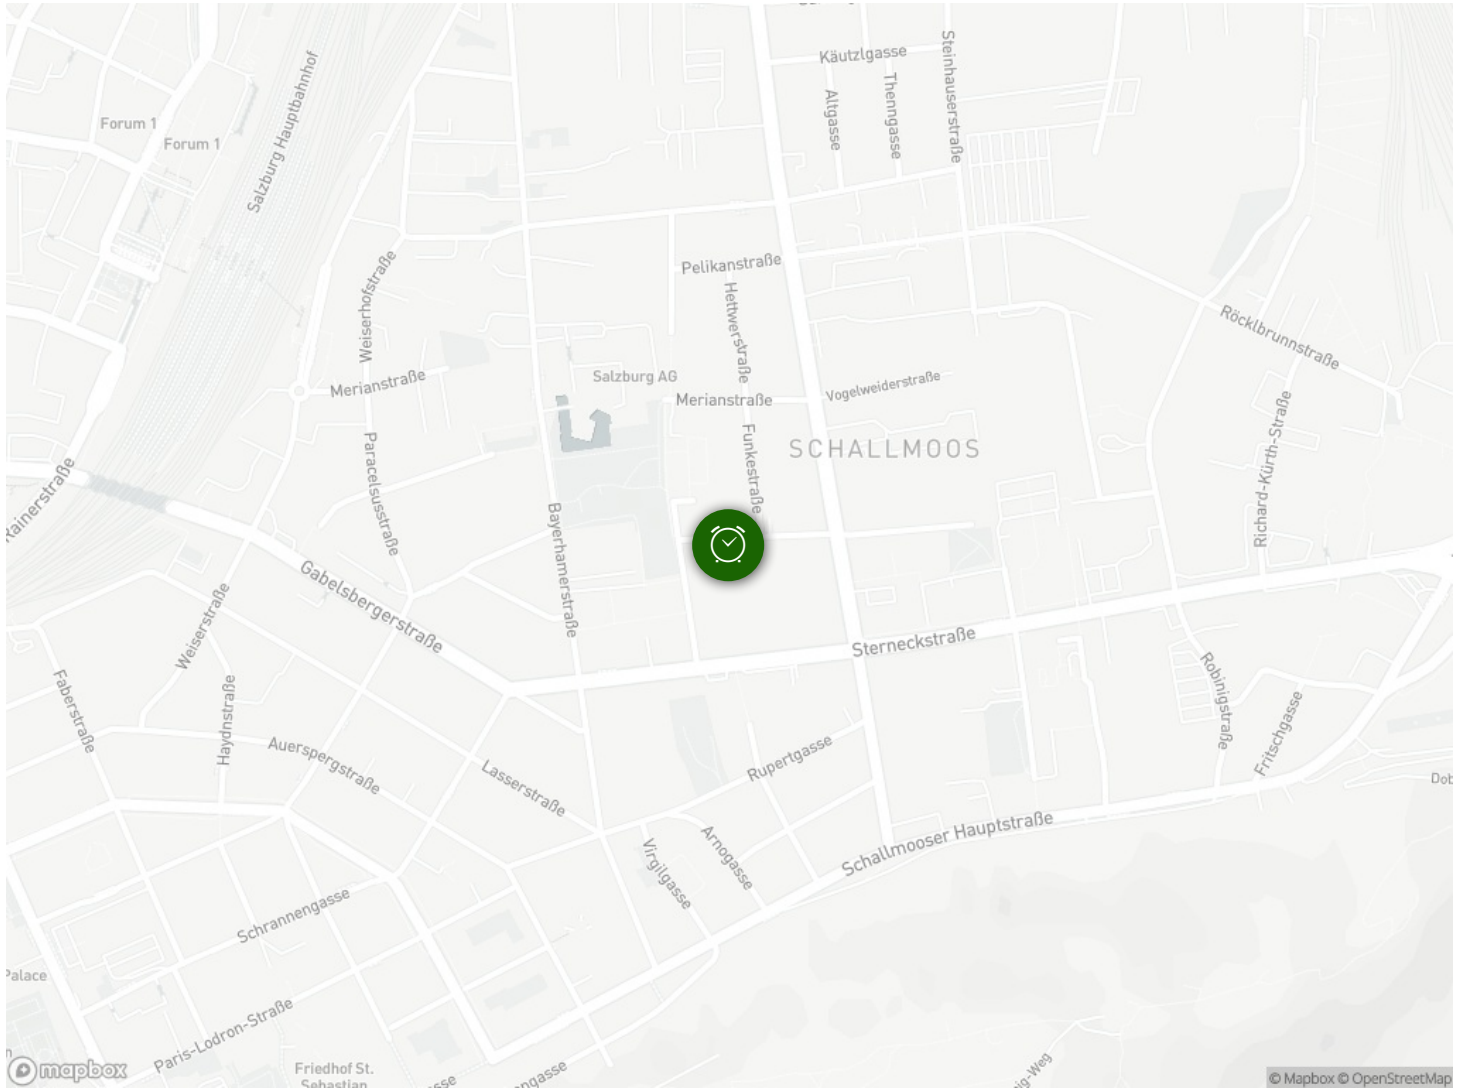 Käutzlgasse
Steinhauserstraße
Thenngasse
Altgasse
Forum 1
Forum 1
Salzburg Hauptbahnhof
Pelikanstraße
Weiserhofstraße
Hettwerstraße
Röcklbrunnstraße
Merianstraße
Salzburg AG
Merianstraße
Vogelweiderstraße
SCHALLMOOS
Richard-Kürth-Straße
Paracelsusstraße
Funkestraße
Rainerstraße
Bayerhamerstraße
Gabelsbergerstraße
Weiserstraße
Sterneckstraße
Robinigstraße
Faberstraße
Haydnstraße
Fritschgasse
Auerspergstraße
Lasserstraße
Rupertgasse
Dob
Schallmooser Hauptstraße
Arnogasse
Virgilgasse
Schrannengasse
Palace
Paris-Lodron-Straße
Friedhof St.
Sebastian
mapbox
© Mapbox © OpenStreetMap